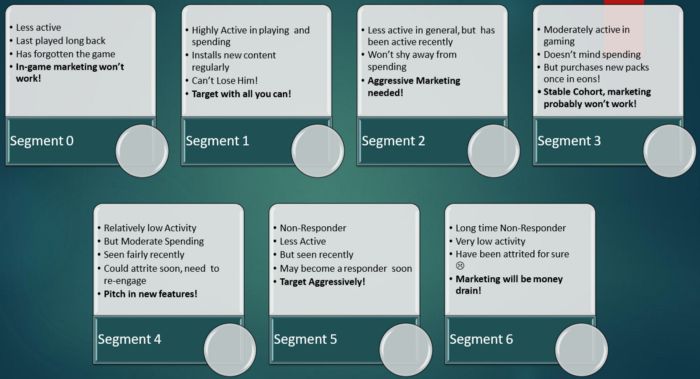 • Less active
• Last played long back
• Has forgotten the game
• In-game marketing won't
work!
Segment 0
• Highly Active in playing and
spending
• Installs new content
regularly
• Can't Lose Him!
• Target with all you can!
Segment 1
• Less active in general, but has
been active recently
• Won't shy away from
spending
• Aggressive Marketing
needed!
Segment 2
• Moderately active in
gaming
• Doesn't mind spending
• But purchases new packs
once in eons!
• Stable Cohort, marketing
probably won't work!
Segment 3
• Relatively low Activity
• But Moderate Spending
• Seen fairly recently
• Could attrite soon, need to
re-engage
• Pitch in new features!
Segment 4
• Non-Responder
• Less Active
• But seen recently
• May become a responder soon
• Target Aggressively!
Segment 5
• Long time Non-Responder
• Very low activity
• Have been attrited for sure
☹
• Marketing will be money
drain!
Segment 6